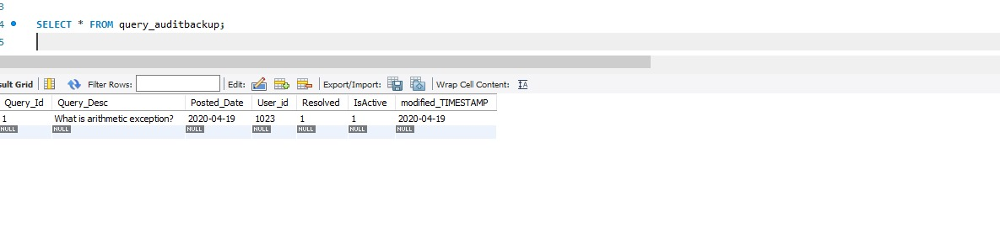 3
4 SELECT * FROM query_auditbackup;
5
sult Grid Filter Rows: Edit: Export/Import: Wrap Cell Content: IA
Query_Id Query_Desc Posted_Date User_id Resolved IsActive modified_TIMESTAMP
1 What is arithmetic exception? 2020-04-19 1023 1 1 2020-04-19
NULL NULL NULL NULL NULL NULL NULL